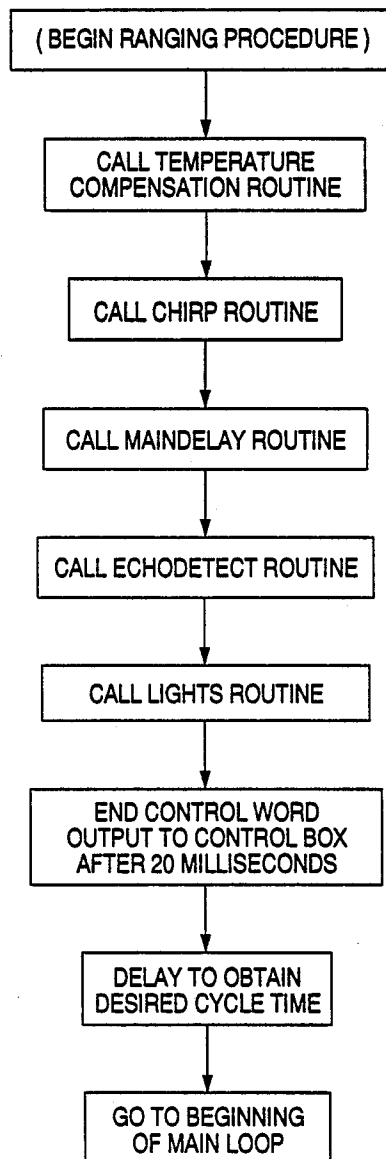 ( BEGIN RANGING PROCEDURE )
CALL TEMPERATURE
COMPENSATION ROUTINE
CALL CHIRP ROUTINE
CALL MAINDELAY ROUTINE
CALL ECHODETECT ROUTINE
CALL LIGHTS ROUTINE
END CONTROL WORD
OUTPUT TO CONTROL BOX
AFTER 20 MILLISECONDS
DELAY TO OBTAIN
DESIRED CYCLE TIME
GO TO BEGINNING
OF MAIN LOOP